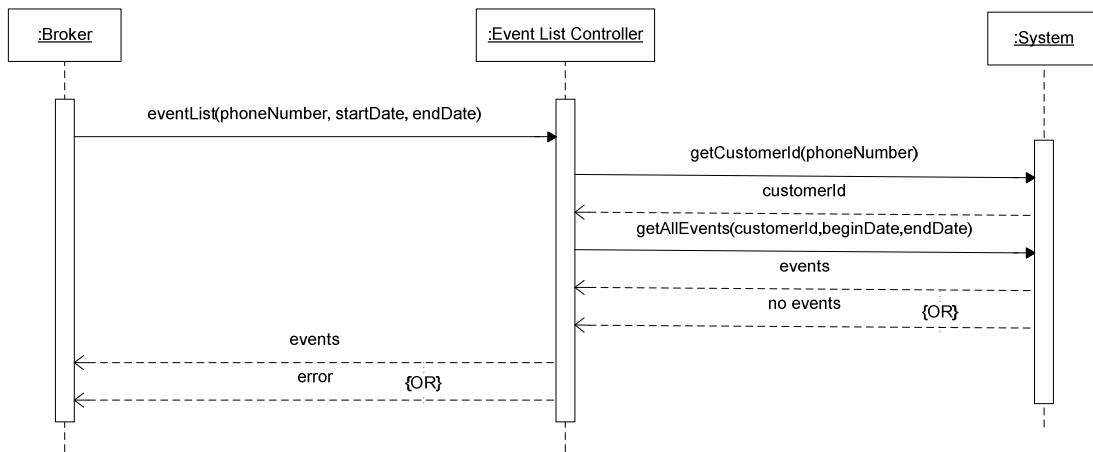 :Broker
:Event List Controller
:System
eventList(phoneNumber, startDate, endDate)
getCustomerId(phoneNumber)
customerId
getAllEvents(customerId,beginDate,endDate)
events
no events
{OR}
events
error
{OR}